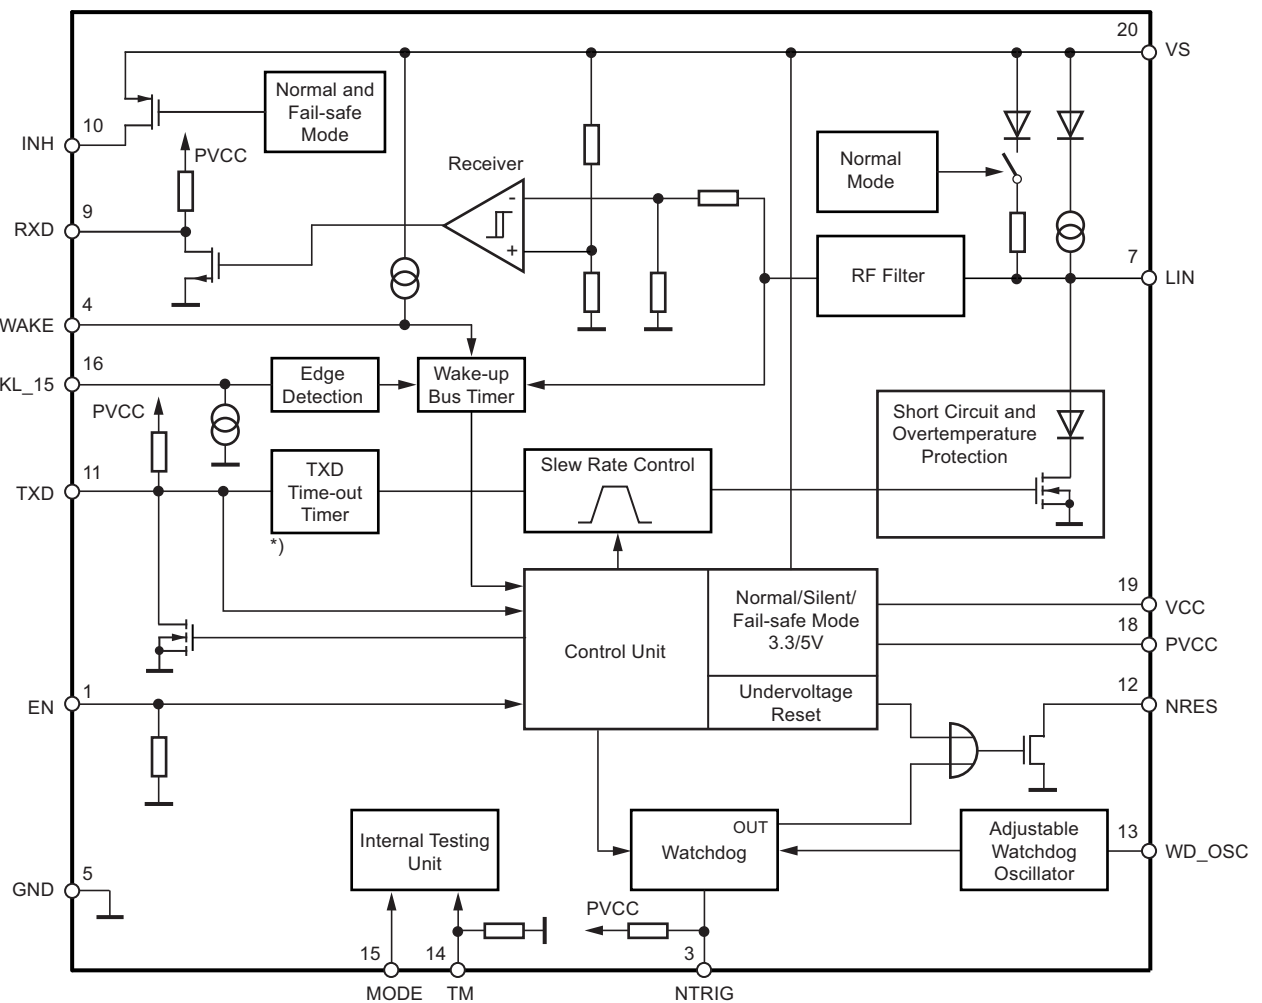 20
VS
Normal and
Fail-safe
Mode
10
INH
PVCC
Receiver
Normal
Mode
-
+
9
RXD
RF Filter
7
LIN
4
WAKE
16
KL_15
Edge
Detection
Wake-up
Bus Timer
PVCC
Short Circuit and
Overtemperature
Protection
11
TXD
TXD
Time-out
Timer
*)
Slew Rate Control
Control Unit
Normal/Silent/
Fail-safe Mode
3.3/5V
19
VCC
18
PVCC
Undervoltage
Reset
12
NRES
1
EN
Internal Testing
Unit
OUT
Watchdog
Adjustable
Watchdog
Oscillator
13
WD_OSC
5
GND
PVCC
15
14
3
MODE
TM
NTRIG